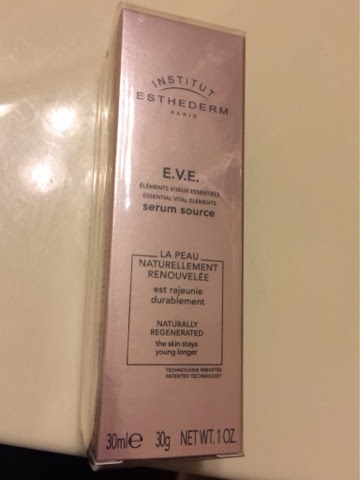 INSTITUT
ESTHEDERM
PARIS
E.V.E.
ÉLÉMENTS VITAUX ESSENTIELS
ESSENTIAL VITAL ELEMENTS
serum source
LA PEAU
NATURELLEMENT
RENOUVELÉE
est rajeunie
durablement
NATURALLY
REGENERATED
the skin stays
young longer
TECHNOLOGIE BREVETÉE
PATENTED TECHNOLOGY
30ml e 30g NET WT. 1 OZ.